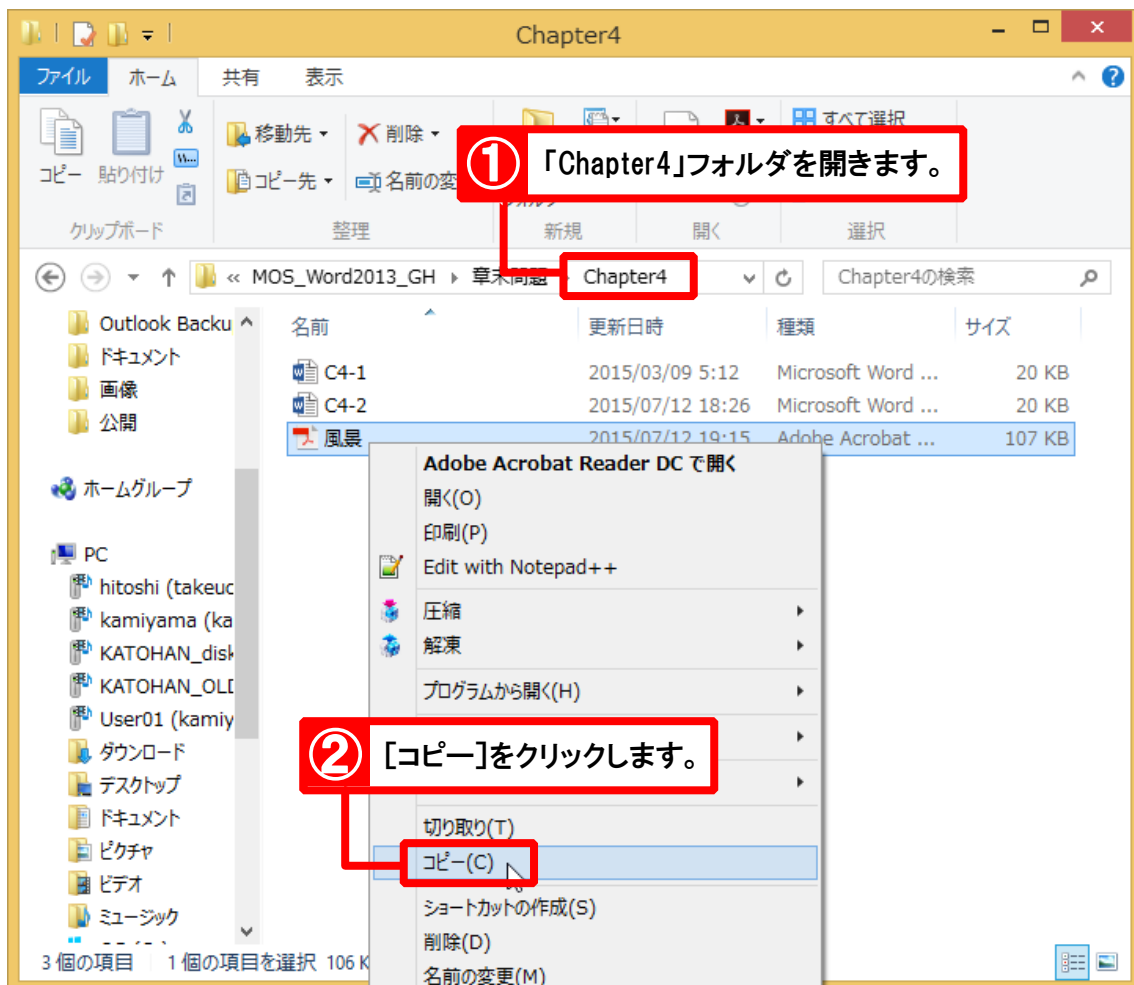 Chapter4
ファイル ホーム 共有 表示
コピー 貼り付け
移動先 コピー先
削除 名前の変
すべて選択
クリップボード 整理 新規 開く 選択
① 「Chapter4」フォルダを開きます。
« MOS_Word2013_GH 章末問題 Chapter4
Chapter4の検索
名前 更新日時 種類 サイズ
C4-1 2015/03/09 5:12 Microsoft Word ... 20 KB
C4-2 2015/07/12 18:26 Microsoft Word ... 20 KB
風景 2015/07/12 19:15 Adobe Acrobat ... 107 KB
Outlook Backu
ドキュメント
画像
公開
ホームグループ
PC
hitoshi (takeuc
kamiyama (ka
KATOHAN_disk
KATOHAN_OLD
User01 (kamiy
ダウンロード
デスクトップ
ドキュメント
ピクチャ
ビデオ
ミュージック
Adobe Acrobat Reader DC で開く
開く(O)
印刷(P)
Edit with Notepad++
圧縮
解凍
プログラムから開く(H)
② [コピー]をクリックします。
切り取り(T)
コピー(C)
ショートカットの作成(S)
削除(D)
名前の変更(M)
3 個の項目 1 個の項目を選択 106 K